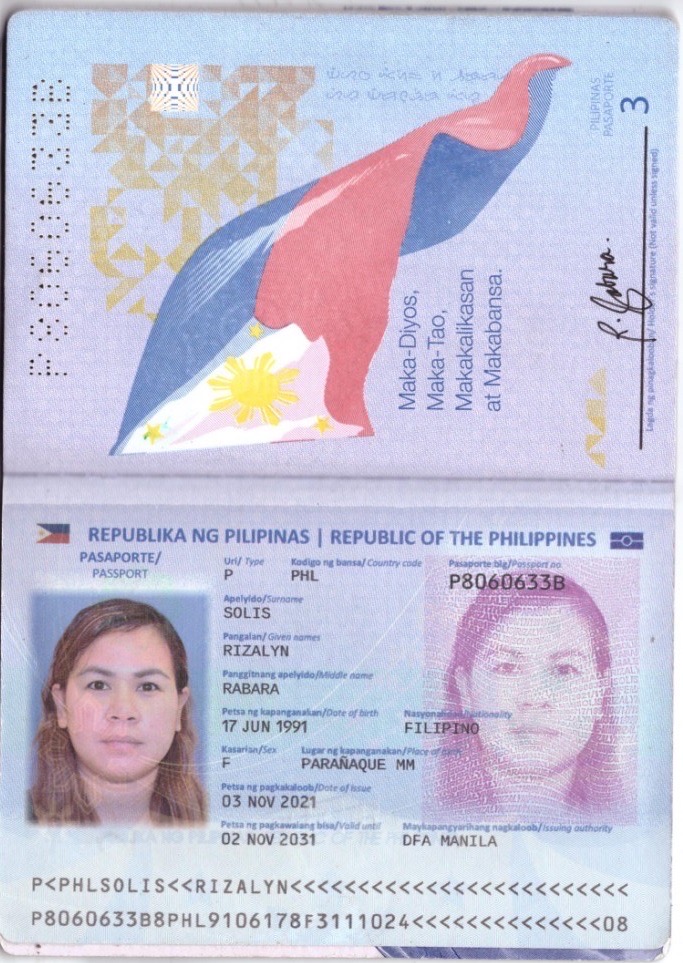 P8060633B
PILIPINAS
PASAPORTE
3
Maka-Diyos,
Maka-Tao,
Makakalikasan
at Makabansa.
R. Rabara.
Lagda ng pinagkalooban/ Holder's signature (Not valid unless signed)
REPUBLIKA NG PILIPINAS | REPUBLIC OF THE PHILIPPINES
PASAPORTE/
PASSPORT
Uri/ Type Kodigo ng bansa/ Country code Pasaporte blg/Passport no.
P PHL P8060633B
Apelyido/Surname
SOLIS
Pangalan/ Given names
RIZALYN
Panggitnang apelyido/Middle name
RABARA
Petsa ng kapanganakan/Date of birth Nasyonalidad/Nationality
17 JUN 1991 FILIPINO
Kasarian/Sex Lugar ng kapanganakan/Place of birth
F PARAÑAQUE MM
Petsa ng pagkakaloob/Date of issue
03 NOV 2021
Petsa ng pagkawalang bisa/Valid until Maykapangyarihang nagkaloob/Issuing authority
02 NOV 2031 DFA MANILA
P<PHLSOLIS<<RIZALYN<<<<<<<<<<<<<<<<<<<<<<<<<
P8060633B8PHL9106178F3111024<<<<<<<<<<<<<<08